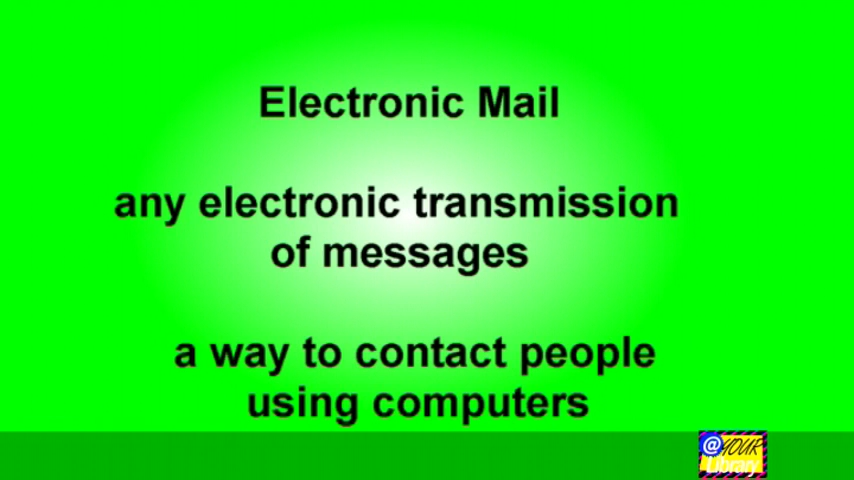 Electronic Mail
any electronic transmission
of messages
a way to contact people
using computers
@YOUR
Library